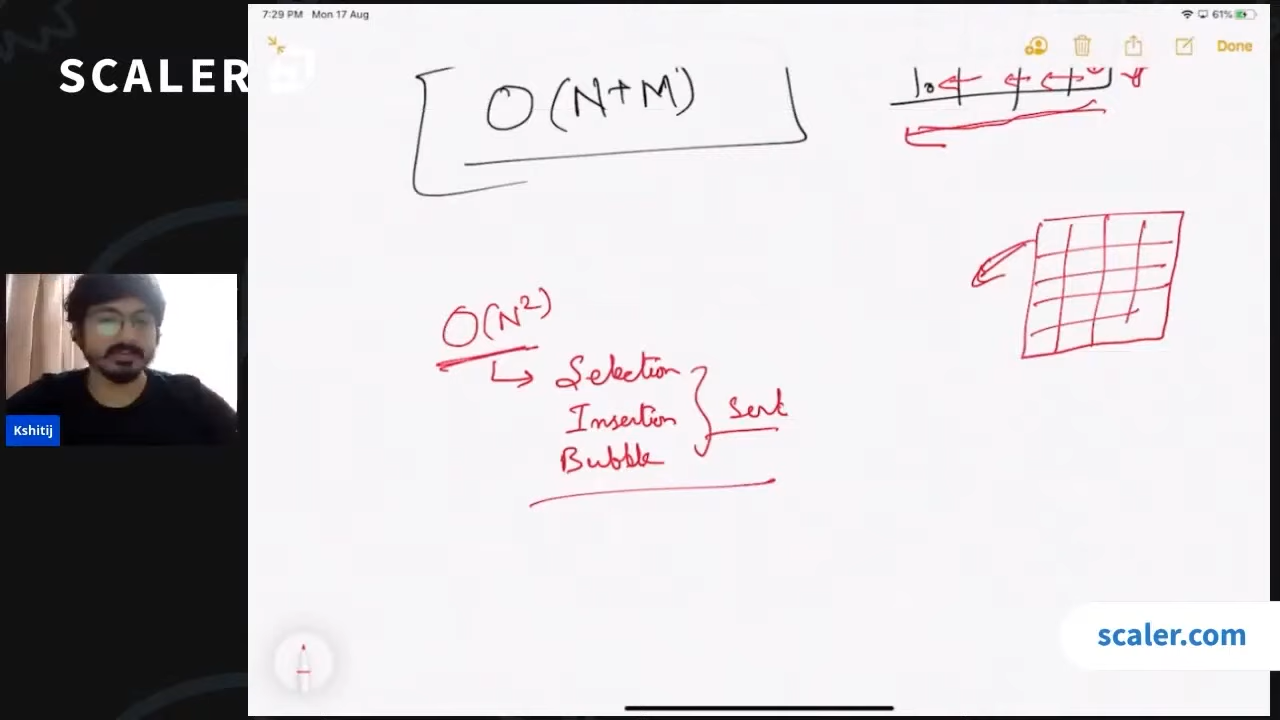 7:29 PM Mon 17 Aug
61%
SCALER
Done
O(N+M)
O(N²)
Selection
Insertion
Bubble
Sort
Kshitij
scaler.com